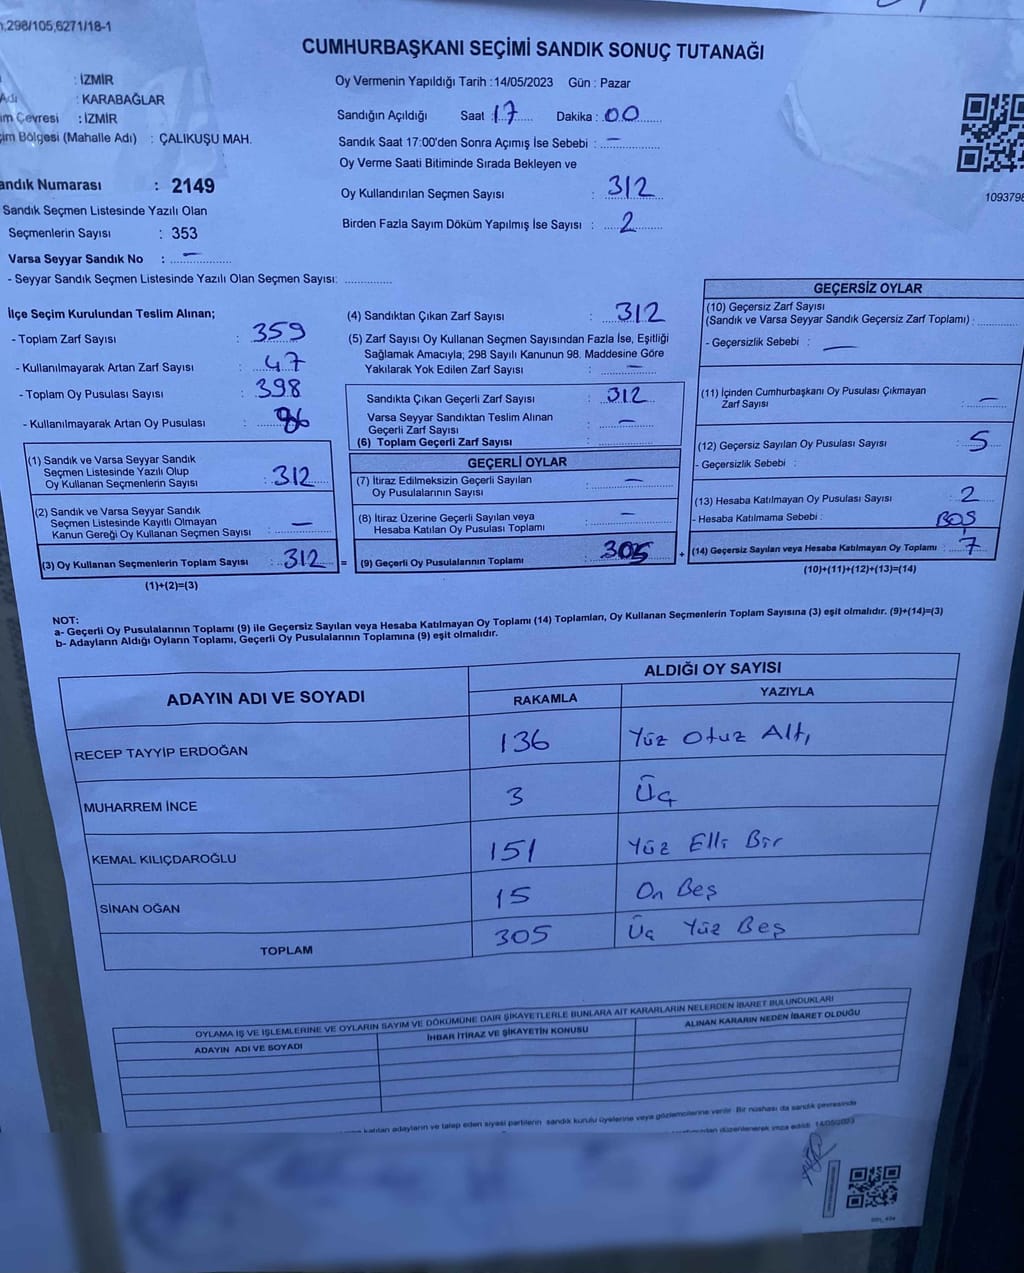 298/105,6271/18-1
CUMHURBAŞKANI SEÇİMİ SANDIK SONUÇ TUTANAĞI
: İZMİR
Adı : KARABAĞLAR
im Çevresi : İZMİR
çim Bölgesi (Mahalle Adı) : ÇALIKUŞU MAH.
andık Numarası : 2149
Sandık Seçmen Listesinde Yazılı Olan
Seçmenlerin Sayısı : 353
Varsa Seyyar Sandık No : —
- Seyyar Sandık Seçmen Listesinde Yazılı Olan Seçmen Sayısı:
Oy Vermenin Yapıldığı Tarih : 14/05/2023 Gün : Pazar
Sandığın Açıldığı Saat : 17 Dakika : 00
Sandık Saat 17:00'den Sonra Açımış İse Sebebi : —
Oy Verme Saati Bitiminde Sırada Bekleyen ve
Oy Kullandırılan Seçmen Sayısı : 312
Birden Fazla Sayım Döküm Yapılmış İse Sayısı : 2
1093798
İlçe Seçim Kurulundan Teslim Alınan;
- Toplam Zarf Sayısı : 359
- Kullanılmayarak Artan Zarf Sayısı : 47
- Toplam Oy Pusulası Sayısı : 398
- Kullanılmayarak Artan Oy Pusulası : 86
(1) Sandık ve Varsa Seyyar Sandık
Seçmen Listesinde Yazılı Olup
Oy Kullanan Seçmenlerin Sayısı : 312
(2) Sandık ve Varsa Seyyar Sandık
Seçmen Listesinde Kayıtlı Olmayan
Kanun Gereği Oy Kullanan Seçmen Sayısı : —
(3) Oy Kullanan Seçmenlerin Toplam Sayısı : 312 =
(1)+(2)=(3)
(4) Sandıktan Çıkan Zarf Sayısı : 312
(5) Zarf Sayısı Oy Kullanan Seçmen Sayısından Fazla İse, Eşitliği
Sağlamak Amacıyla; 298 Sayılı Kanunun 98. Maddesine Göre
Yakılarak Yok Edilen Zarf Sayısı : —
Sandıkta Çıkan Geçerli Zarf Sayısı : 312
Varsa Seyyar Sandıktan Teslim Alınan
Geçerli Zarf Sayısı : —
(6) Toplam Geçerli Zarf Sayısı :
GEÇERLİ OYLAR
(7) İtiraz Edilmeksizin Geçerli Sayılan
Oy Pusulalarının Sayısı : —
(8) İtiraz Üzerine Geçerli Sayılan veya
Hesaba Katılan Oy Pusulası Toplamı : —
(9) Geçerli Oy Pusulalarının Toplamı : 305 +
GEÇERSİZ OYLAR
(10) Geçersiz Zarf Sayısı
(Sandık ve Varsa Seyyar Sandık Geçersiz Zarf Toplamı) :
- Geçersizlik Sebebi : —
(11) İçinden Cumhurbaşkanı Oy Pusulası Çıkmayan
Zarf Sayısı : —
(12) Geçersiz Sayılan Oy Pusulası Sayısı : 5
- Geçersizlik Sebebi :
(13) Hesaba Katılmayan Oy Pusulası Sayısı : 2
- Hesaba Katılmama Sebebi : BOŞ
(14) Geçersiz Sayılan veya Hesaba Katılmayan Oy Toplamı : 7
(10)+(11)+(12)+(13)=(14)
NOT:
a- Geçerli Oy Pusulalarının Toplamı (9) ile Geçersiz Sayılan veya Hesaba Katılmayan Oy Toplamı (14) Toplamları, Oy Kullanan Seçmenlerin Toplam Sayısına (3) eşit olmalıdır. (9)+(14)=(3)
b- Adayların Aldığı Oyların Toplamı, Geçerli Oy Pusulalarının Toplamına (9) eşit olmalıdır.
ADAYIN ADI VE SOYADI ALDIĞI OY SAYISI
RAKAMLA YAZIYLA
RECEP TAYYİP ERDOĞAN 136 Yüz Otuz Altı
MUHARREM İNCE 3 Üç
KEMAL KILIÇDAROĞLU 151 Yüz Elli Bir
SİNAN OĞAN 15 On Beş
TOPLAM 305 Üç Yüz Beş
OYLAMA İŞ VE İŞLEMLERİNE VE OYLARIN SAYIM VE DÖKÜMÜNE DAİR ŞİKAYETLERLE BUNLARA AİT KARARLARIN NELERDEN İBARET BULUNDUKLARI
ADAYIN ADI VE SOYADI İHBAR İTİRAZ VE ŞİKAYETİN KONUSU ALINAN KARARIN NEDEN İBARET OLDUĞU
katılan adayların ve talep eden siyasi partilerin sandık kurulu üyelerine veya gözlemcilerine verilir. Bir nüshası da sandık çevresinde
düzenlenerek imza edildi. 14/05/2023